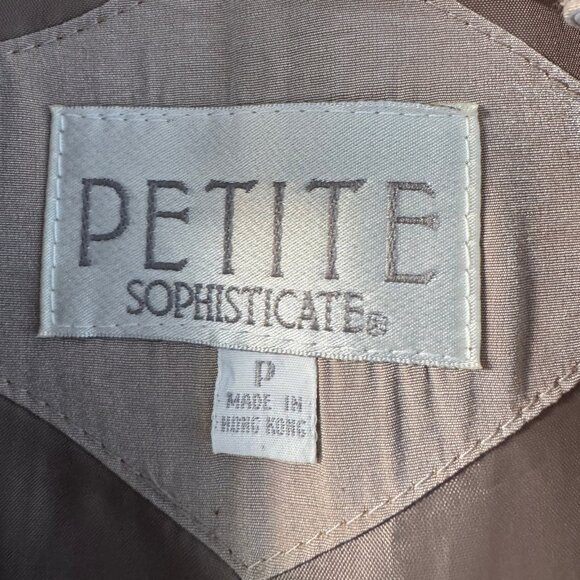 PETITE
SOPHISTICATE®
P
MADE IN
HONG KONG